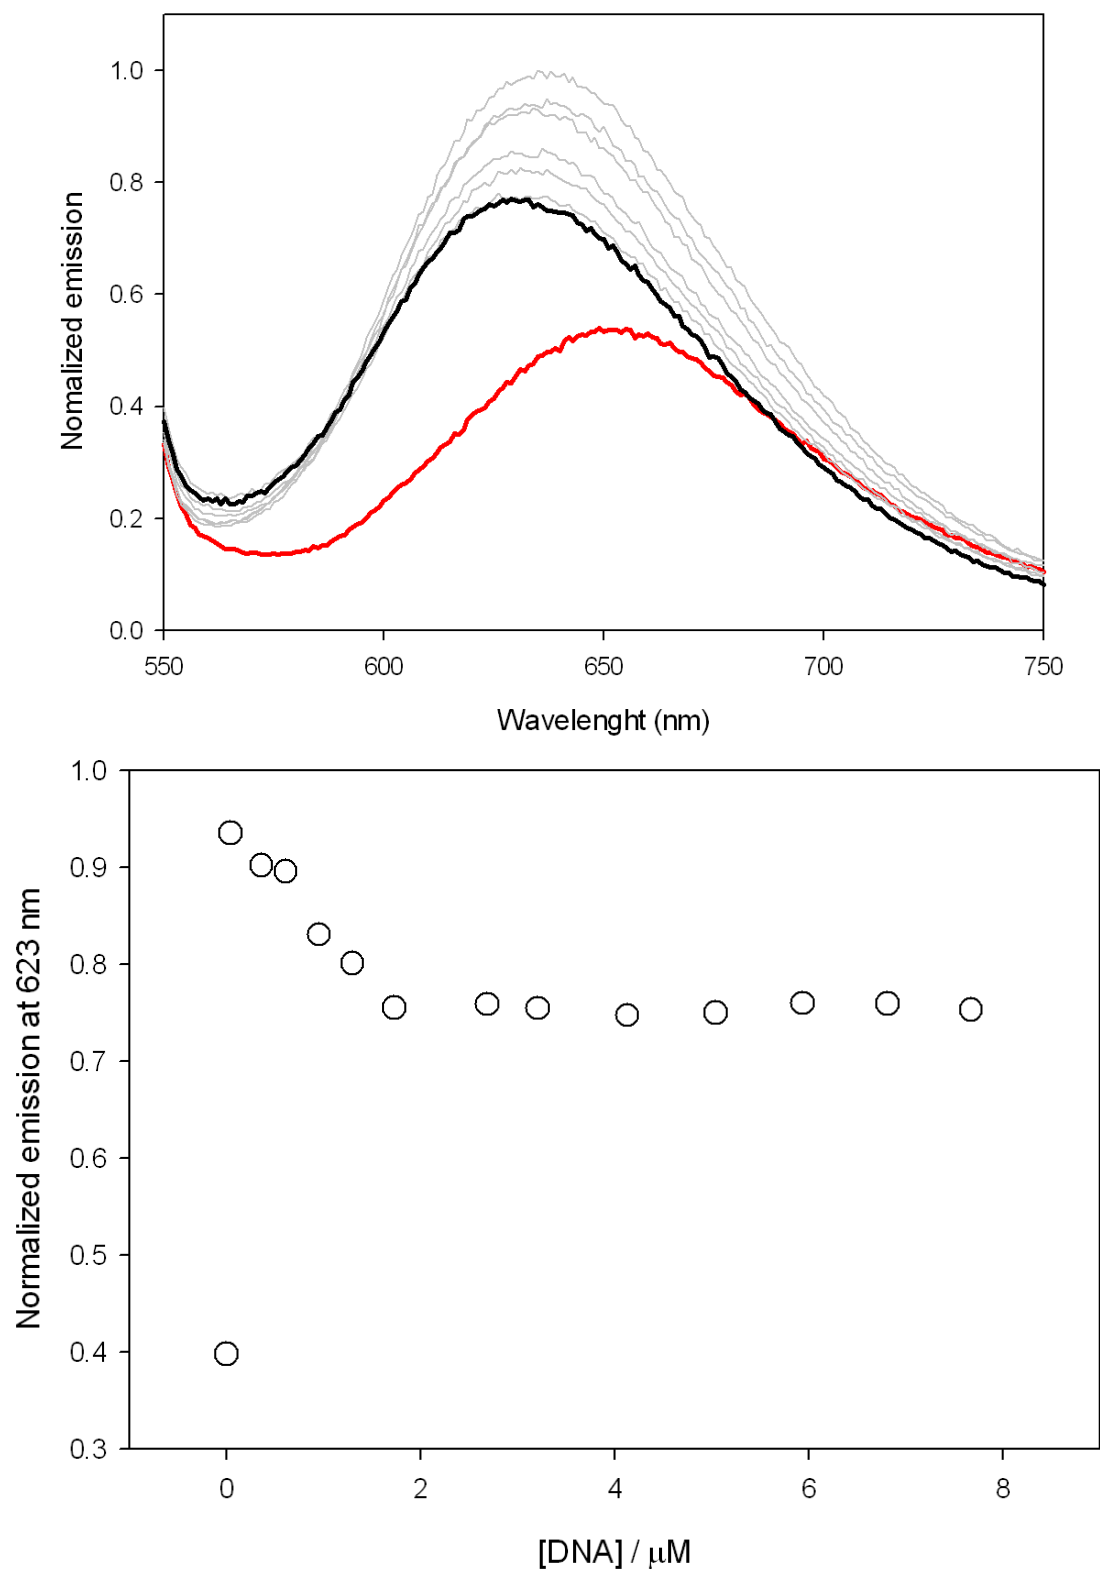 1.0
0.8
0.6
0.4
0.2
0.0
Nomalized emission
550 600 650 700 750
Wavelenght (nm)
1.0
0.9
0.8
0.7
0.6
0.5
0.4
0.3
Normalized emission at 623 nm
0 2 4 6 8
[DNA] / μM